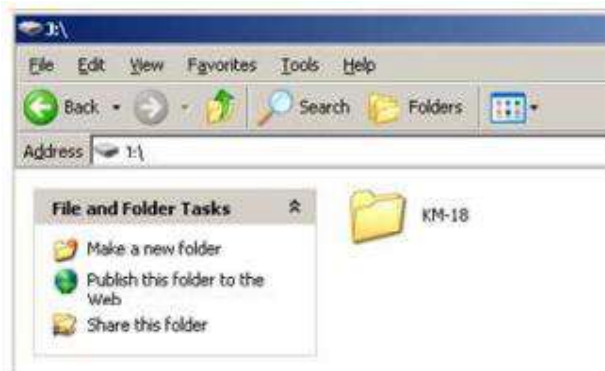 J:\
File Edit View Favorites Tools Help
Back Search Folders
Address 1:\
File and Folder Tasks
Make a new folder
Publish this folder to the
Web
Share this folder
KM-18